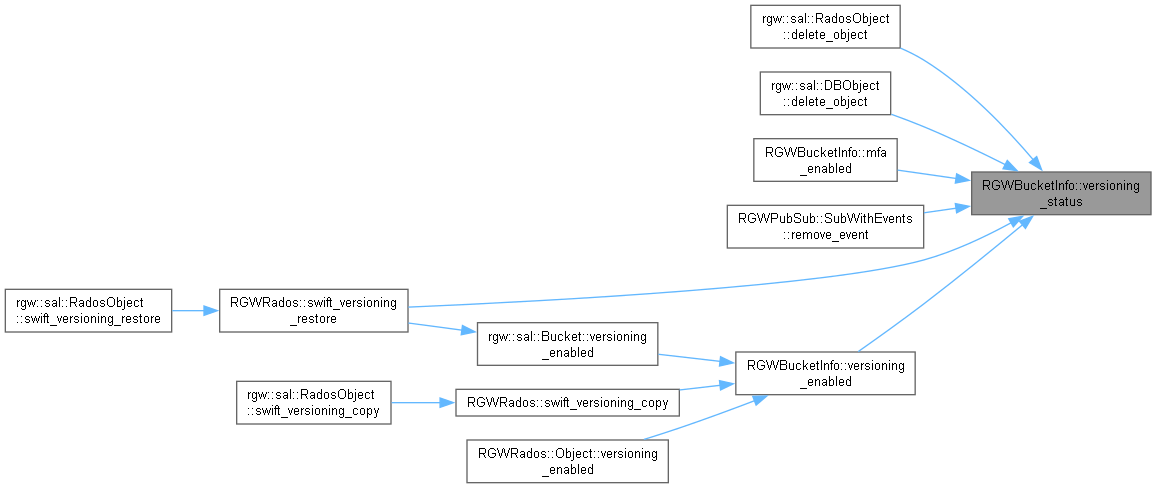 rgw::sal::RadosObject
::delete_object
rgw::sal::DBObject
::delete_object
RGWBucketInfo::mfa
_enabled
RGWBucketInfo::versioning
_status
RGWPubSub::SubWithEvents
::remove_event
rgw::sal::RadosObject
::swift_versioning_restore
RGWRados::swift_versioning
_restore
rgw::sal::Bucket::versioning
_enabled
RGWBucketInfo::versioning
_enabled
rgw::sal::RadosObject
::swift_versioning_copy
RGWRados::swift_versioning_copy
RGWRados::Object::versioning
_enabled